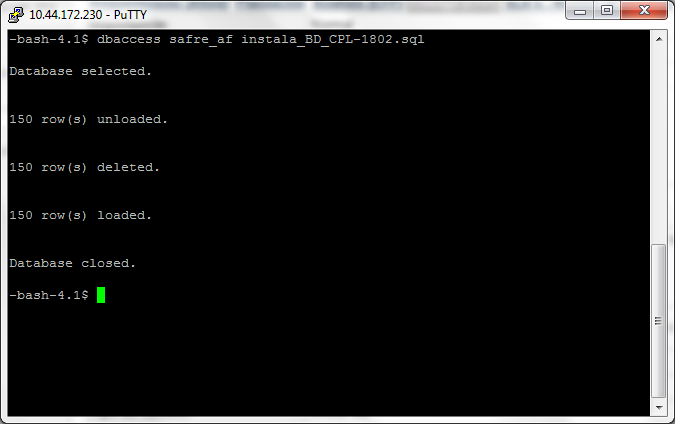 10.44.172.230 - PuTTY
-bash-4.1$ dbaccess safre_af instala_BD_CPL-1802.sql
Database selected.
150 row(s) unloaded.
150 row(s) deleted.
150 row(s) loaded.
Database closed.
-bash-4.1$